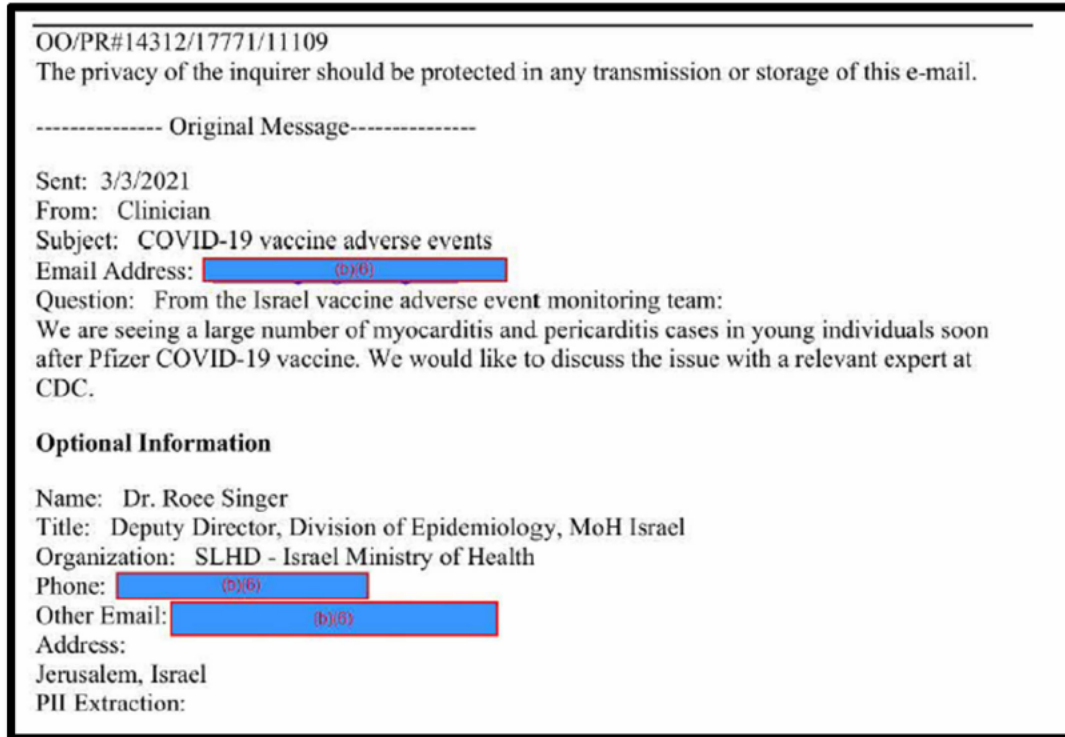 OO/PR#14312/17771/11109
The privacy of the inquirer should be protected in any transmission or storage of this e-mail.
--------------- Original Message---------------
Sent: 3/3/2021
From: Clinician
Subject: COVID-19 vaccine adverse events
Email Address: (b)(6)
Question: From the Israel vaccine adverse event monitoring team:
We are seeing a large number of myocarditis and pericarditis cases in young individuals soon
after Pfizer COVID-19 vaccine. We would like to discuss the issue with a relevant expert at
CDC.
Optional Information
Name: Dr. Roee Singer
Title: Deputy Director, Division of Epidemiology, MoH Israel
Organization: SLHD - Israel Ministry of Health
Phone: (b)(6)
Other Email: (b)(6)
Address:
Jerusalem, Israel
PII Extraction: